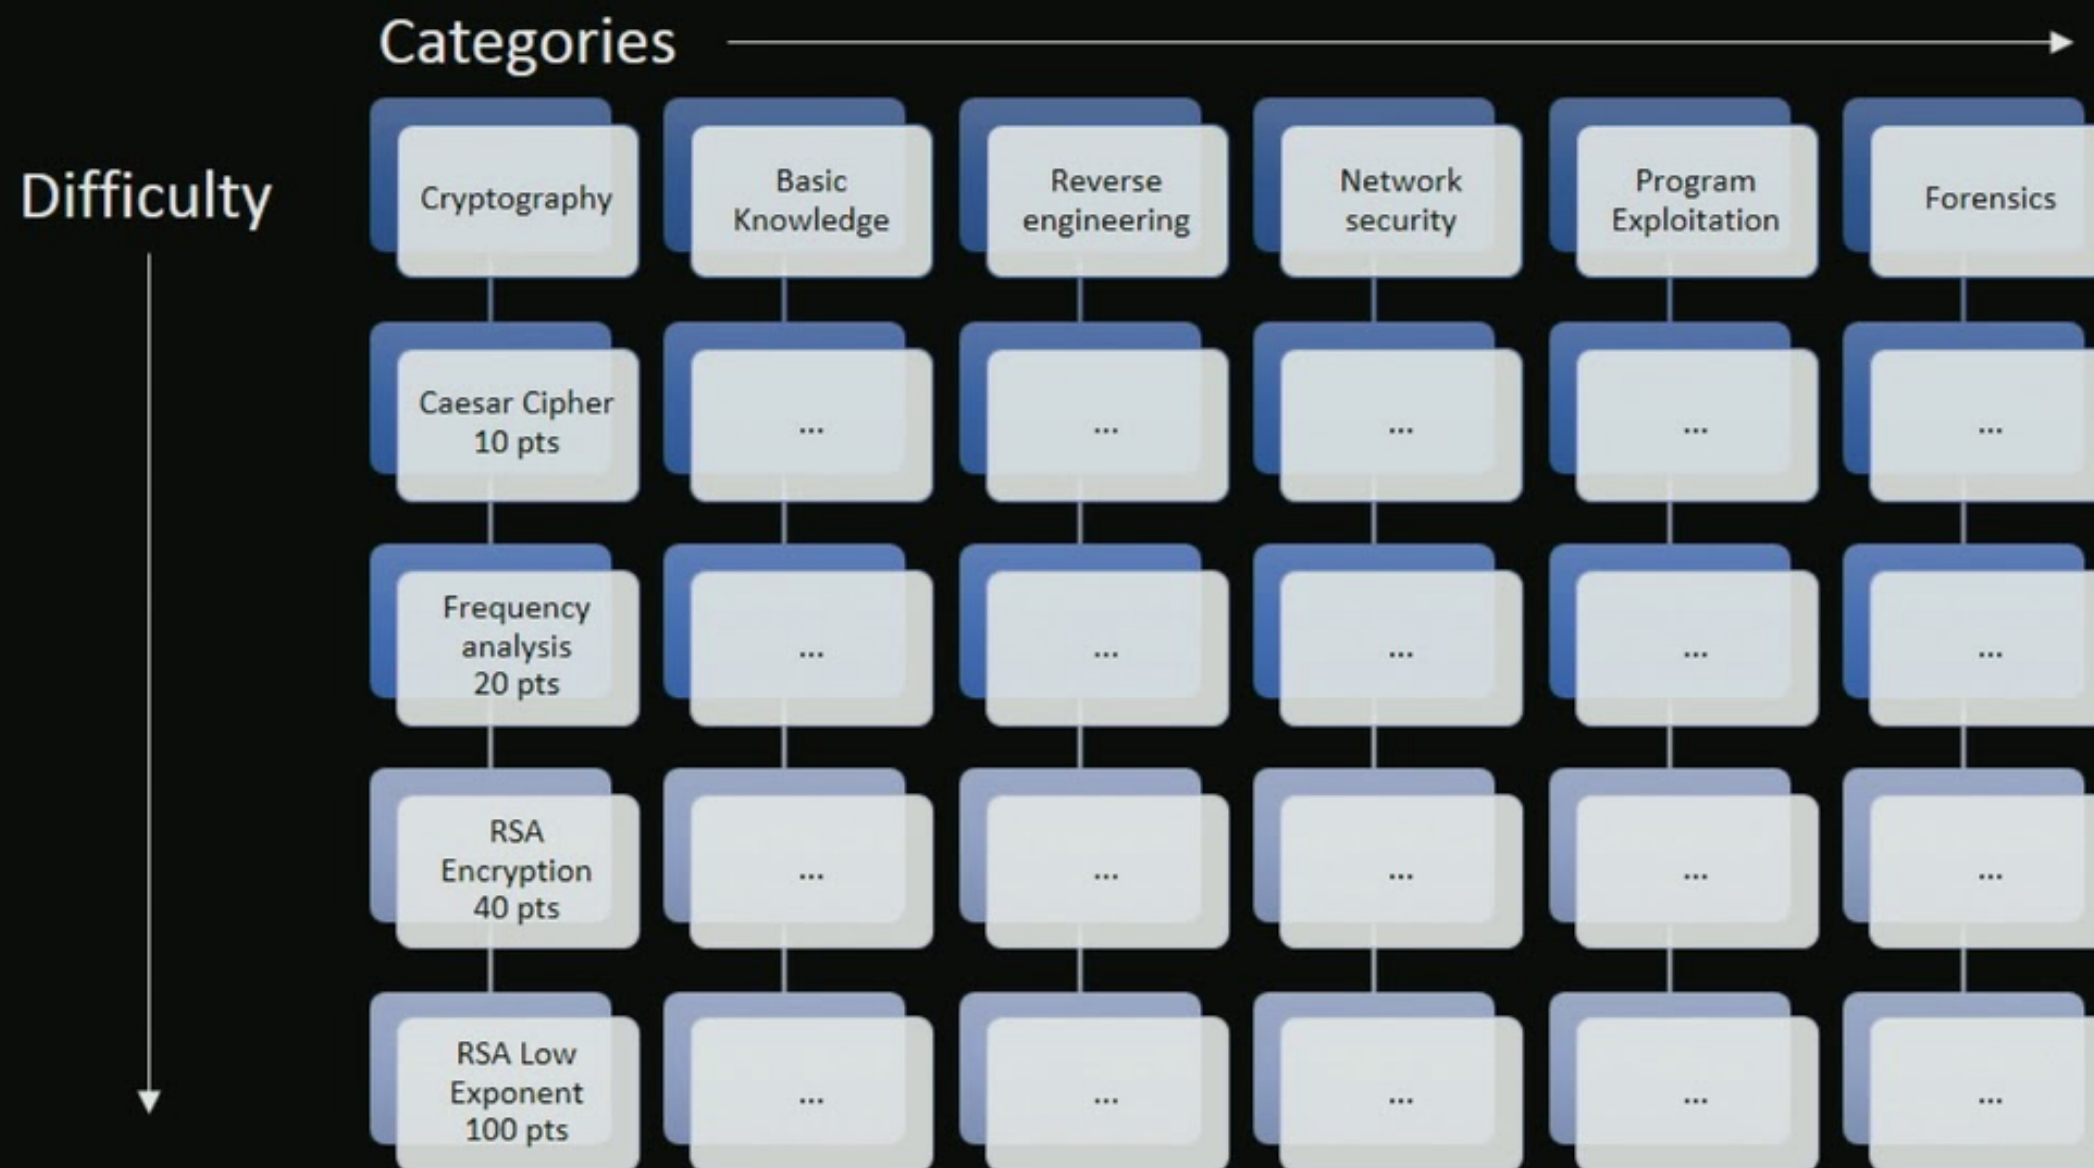 Categories
Difficulty
Cryptography
Basic
Knowledge
Reverse
engineering
Network
security
Program
Exploitation
Forensics
Caesar Cipher
10 pts
...
...
...
...
...
Frequency
analysis
20 pts
...
...
...
...
...
RSA
Encryption
40 pts
...
...
...
...
...
RSA Low
Exponent
100 pts
...
...
...
...
...